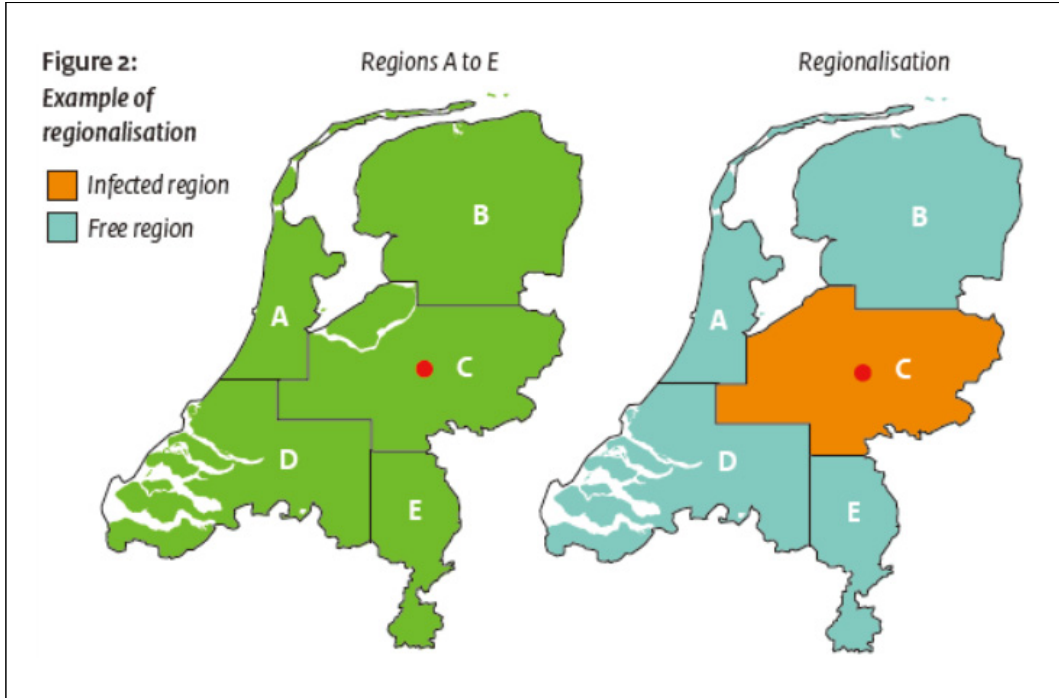 Figure 2:
Example of
regionalisation
Infected region
Free region
Regions A to E
A
B
C
D
E
Regionalisation
A
B
C
D
E